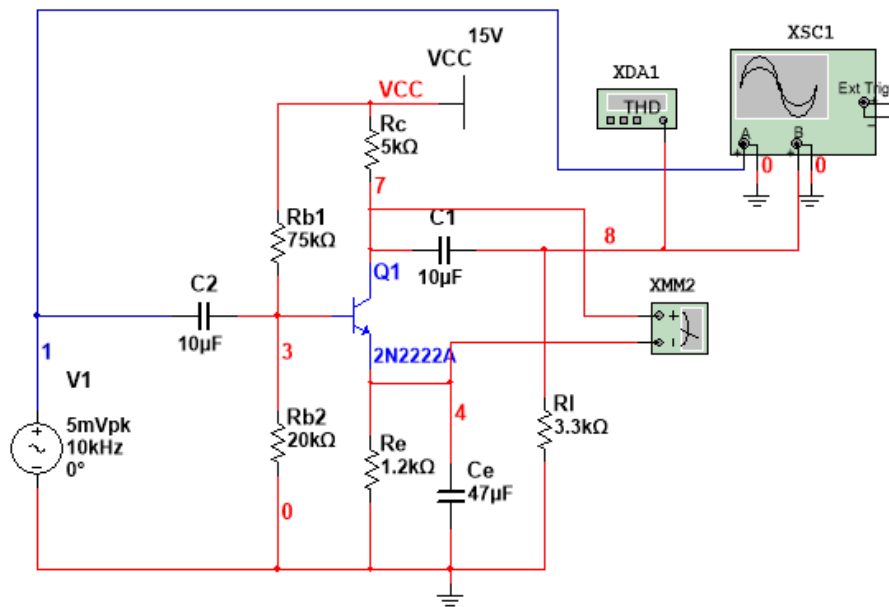 15V
VCC
VCC
Rc
5kΩ
7
XDA1
THD
XSC1
Ext Trig
+
−
A
B
+
−
+
−
0
0
Rb1
75kΩ
C1
10µF
8
C2
10µF
Q1
2N2222A
XMM2
+
−
1
3
4
V1
5mVpk
10kHz
0°
+
−
Rb2
20kΩ
Re
1.2kΩ
Ce
47µF
Rl
3.3kΩ
0